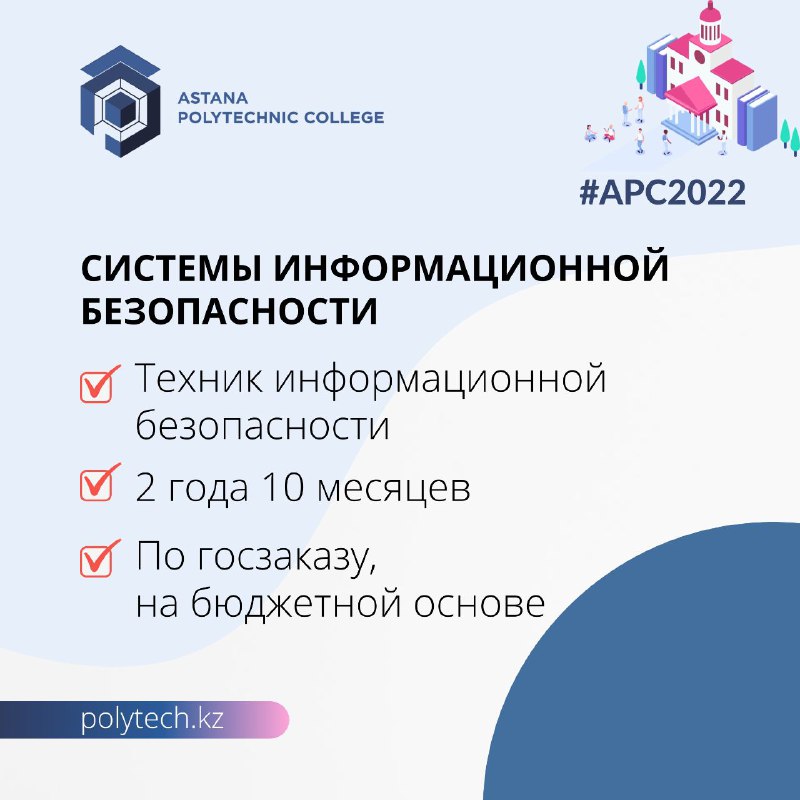 ASTANA
POLYTECHNIC COLLEGE
#APC2022
СИСТЕМЫ ИНФОРМАЦИОННОЙ
БЕЗОПАСНОСТИ
Техник информационной
безопасности
2 года 10 месяцев
По госзаказу,
на бюджетной основе
polytech.kz